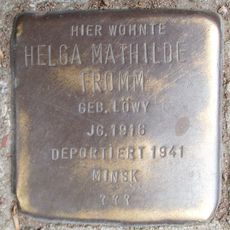 HIER WOHNTE
HELGA MATHILDE
FROMM
GEB. LÖWY
JG. 1916
DEPORTIERT 1941
MINSK
???